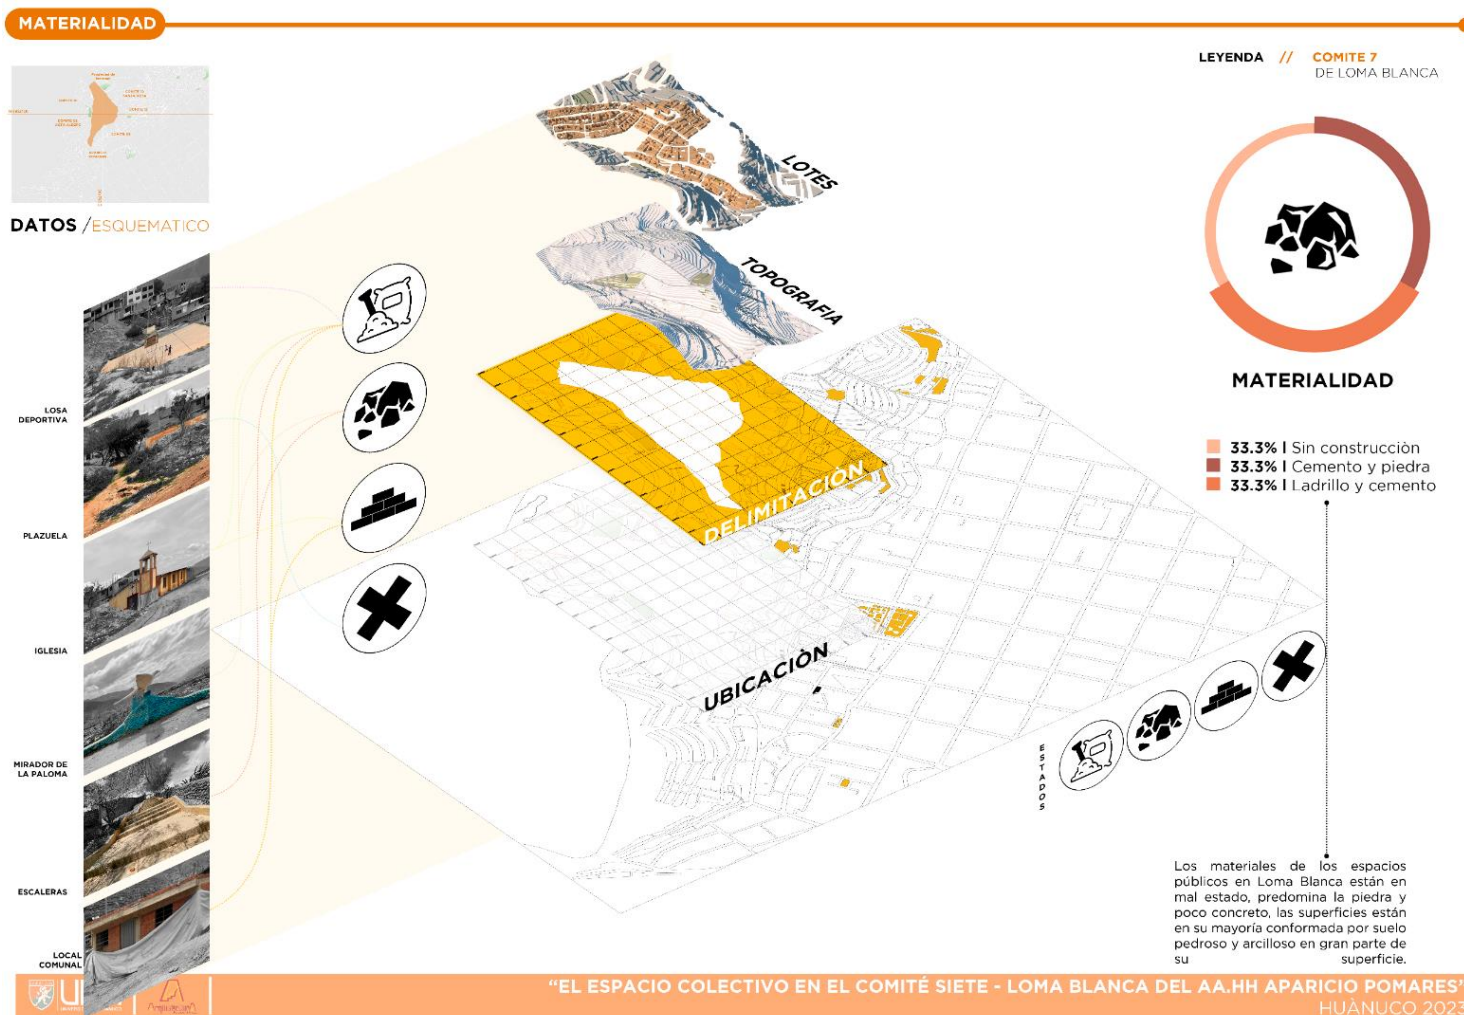 MATERIALIDAD
LEYENDA // COMITE 7
DE LOMA BLANCA
DATOS /ESQUEMATICO
LOTES
TOPOGRAFIA
DELIMITACIÒN
UBICACIÒN
LOSA
DEPORTIVA
PLAZUELA
IGLESIA
MIRADOR DE
LA PALOMA
ESCALERAS
LOCAL
COMUNAL
MATERIALIDAD
33.3% I Sin construcciòn
33.3% I Cemento y piedra
33.3% I Ladrillo y cemento
ESTADOS
Los materiales de los espacios
públicos en Loma Blanca están en
mal estado, predomina la piedra y
poco concreto, las superficies están
en su mayoría conformada por suelo
pedroso y arcilloso en gran parte de
su superficie.
“EL ESPACIO COLECTIVO EN EL COMITÉ SIETE - LOMA BLANCA DEL AA.HH APARICIO POMARES”
HUÀNUCO 2023